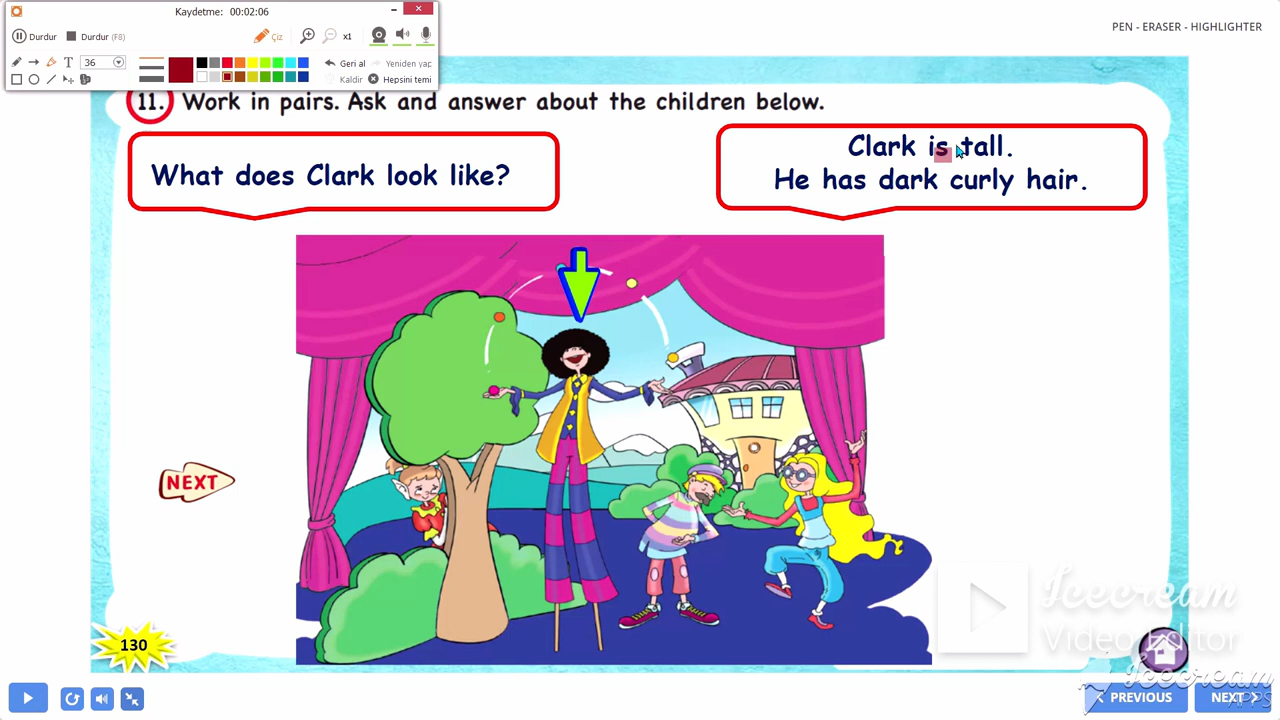 Kaydetme: 00:02:06
PEN - ERASER - HIGHLIGHTER
Durdur
Durdur (F8)
Çiz
x1
T
36
Geri al
Yeniden yap
Kaldır
Hepsini temi
11. Work in pairs. Ask and answer about the children below.
What does Clark look like?
Clark is tall.
He has dark curly hair.
NEXT
130
Icecream
Video Editor
Icecream
APPS
PREVIOUS
NEXT